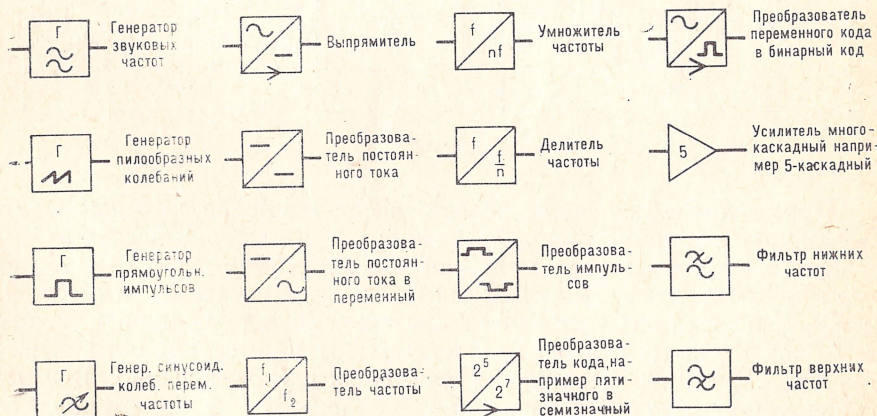 Г
Генератор
звуковых
частот
Выпрямитель
f
nf
Умножитель
частоты
Преобразователь
переменного кода
в бинарный код
Г
Генератор
пилообразных
колебаний
Преобразова-
тель постоян-
ного тока
f
f
n
Делитель
частоты
5
Усилитель много-
каскадный напри-
мер 5-каскадный
Г
Генератор
прямоугольн.
импульсов
Преобразова-
тель постоян-
ного тока в
переменный
Преобразова-
тель импуль-
сов
Фильтр нижних
частот
Г
Генер. синусоид.
колеб. перем.
частоты
f1
f2
Преобразова-
тель частоты
2⁵
2⁷
Преобразова-
тель кода,на-
пример пяти-
значного в
семизначный
Фильтр верхних
частот